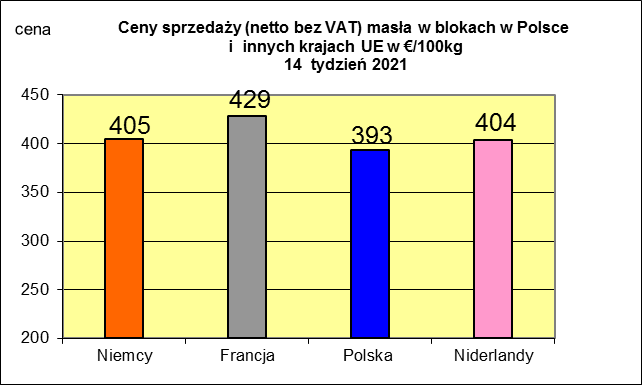 cena
Ceny sprzedaży (netto bez VAT) masła w blokach w Polsce
i innych krajach UE w €/100kg
14 tydzień 2021
450
400
350
300
250
200
405
429
393
404
Niemcy
Francja
Polska
Niderlandy